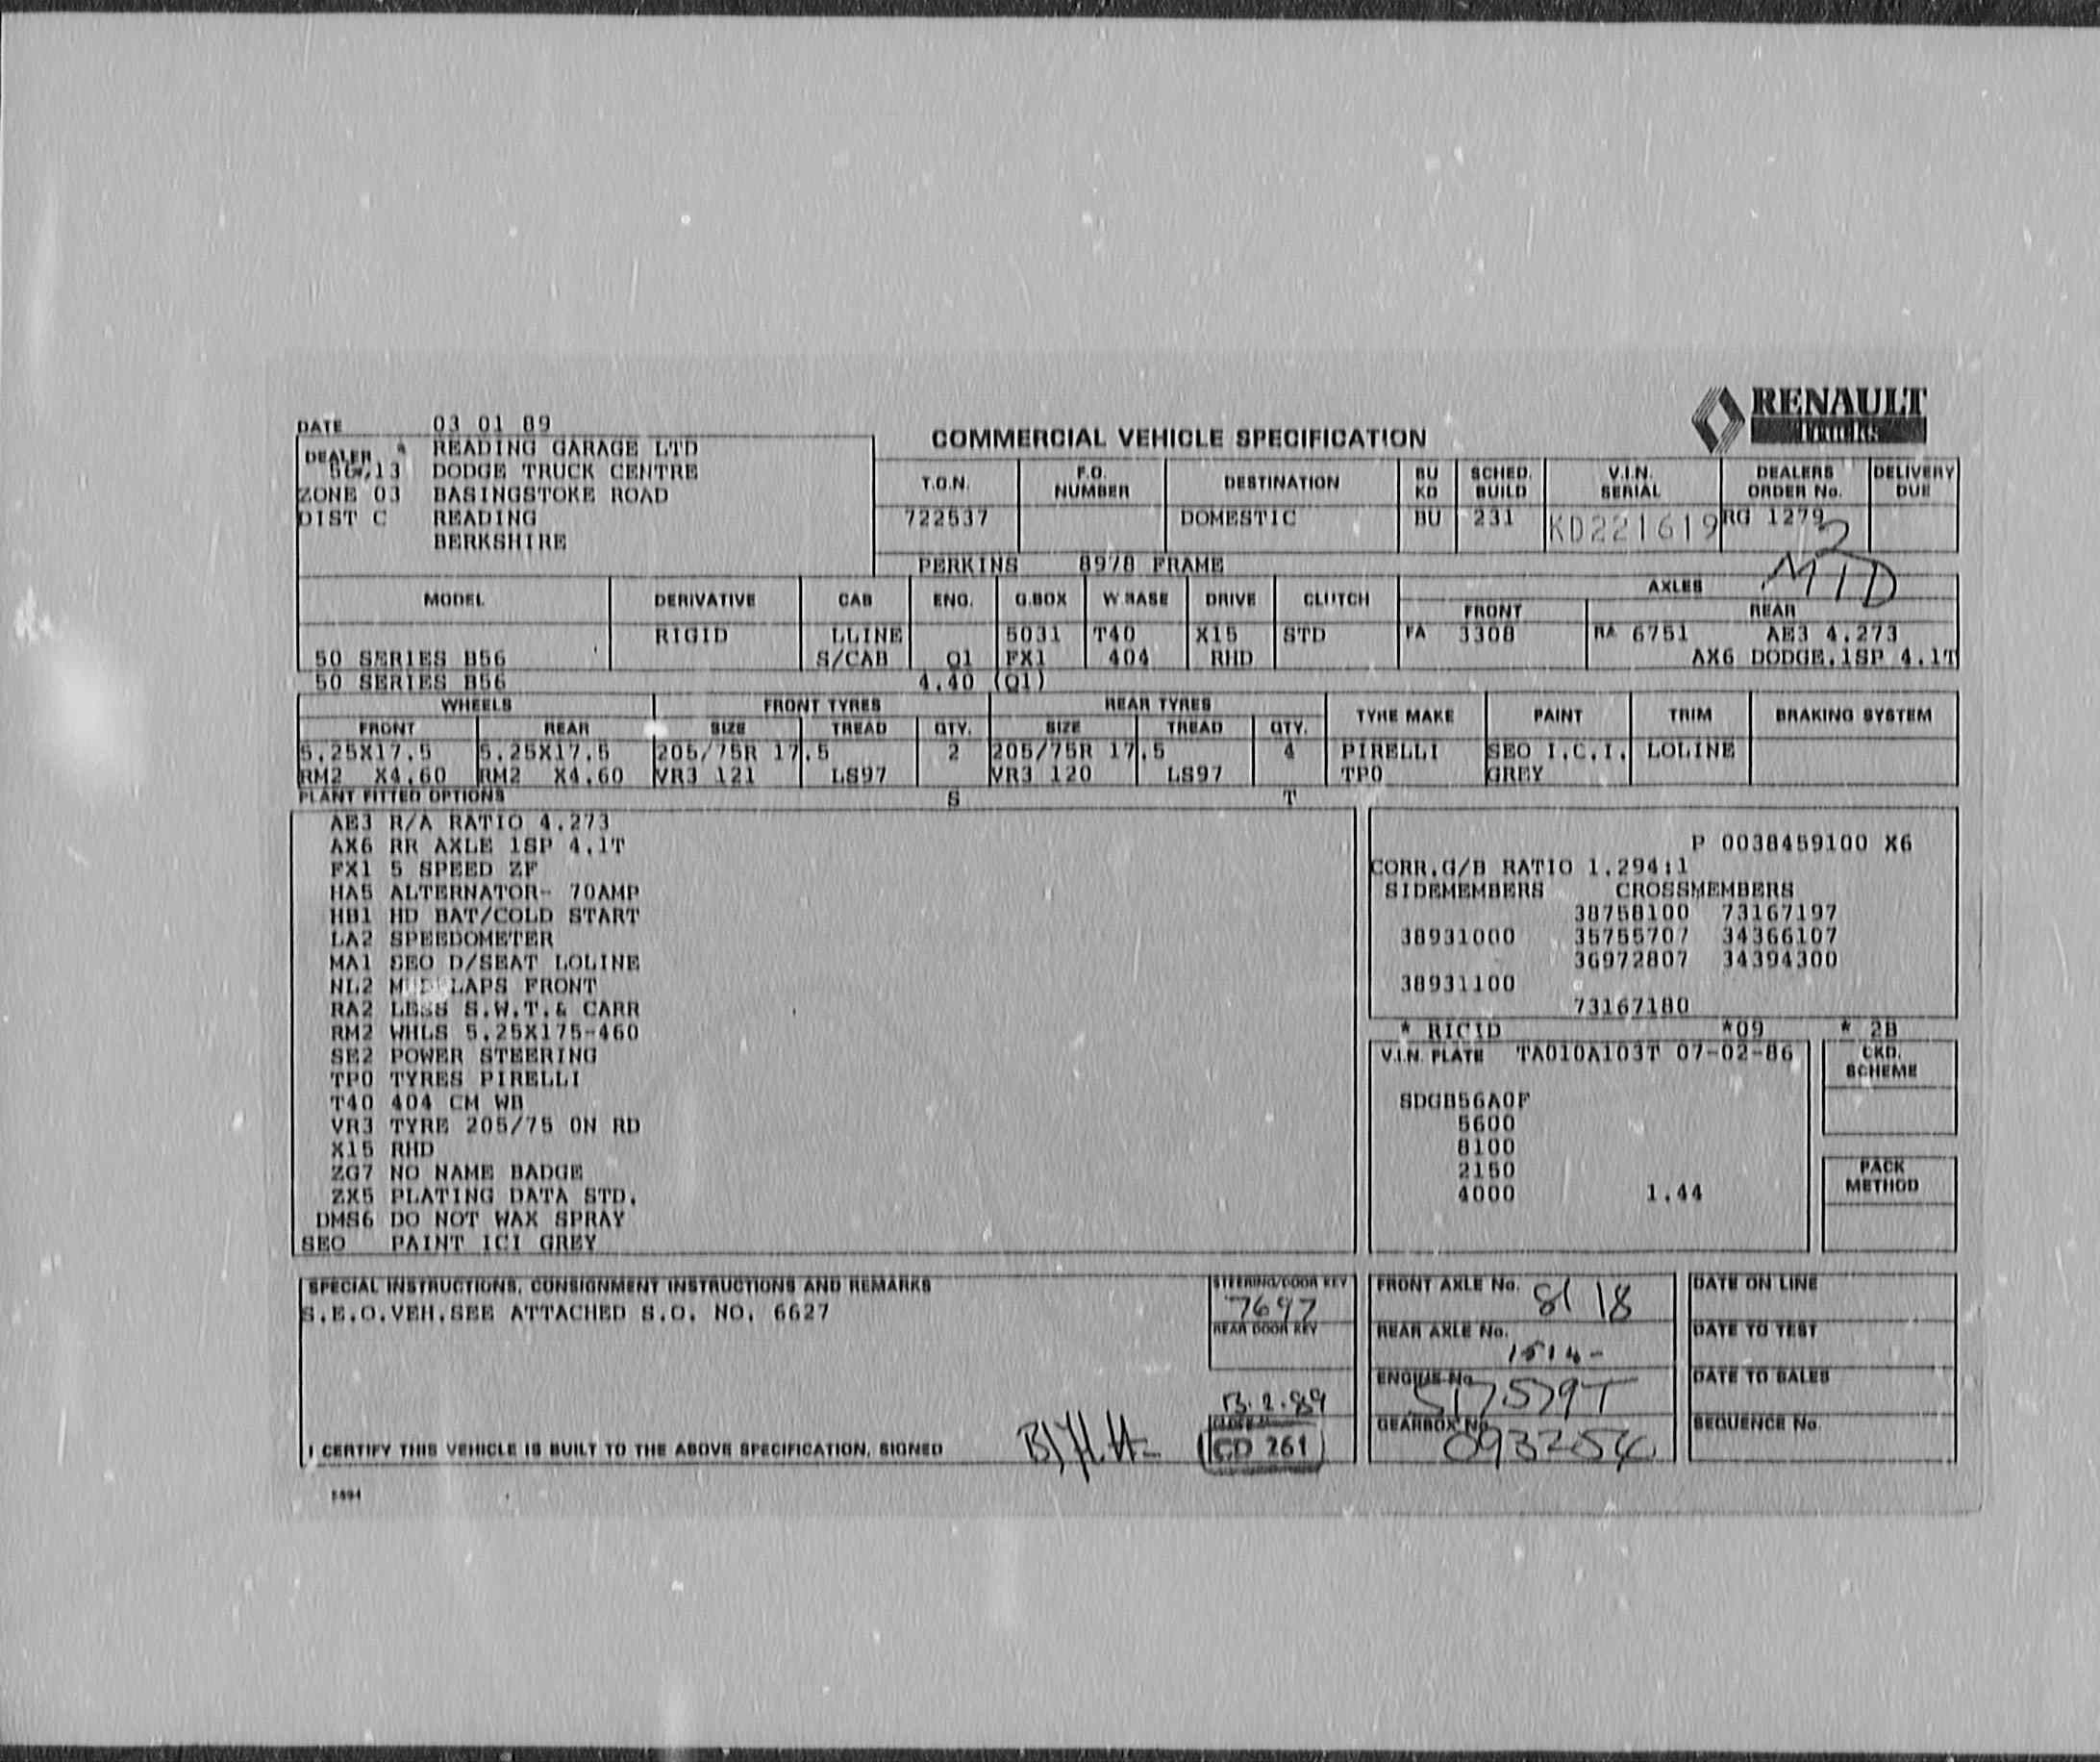 DATE 03 01 89
RENAULT
Trucks
COMMERCIAL VEHICLE SPECIFICATION
DEALER READING GARAGE LTD
13 DODGE TRUCK CENTRE
ZONE 03 BASINGSTOKE ROAD
DIST C READING
BERKSHIRE
T.O.N. F.O. NUMBER DESTINATION BU KD SCHED. BUILD V.I.N. SERIAL DEALERS ORDER No. DELIVERY DUE
722537 DOMESTIC BU 231 KD221619 RG 1279
PERKINS 8978 FRAME
MTD
MODEL DERIVATIVE CAB ENG. G.BOX W BASE DRIVE CLUTCH AXLES
FRONT REAR
RIGID LLINE 5031 T40 X15 STD FA 3308 RA 6751 AE3 4.273
50 SERIES B56 S/CAB Q1 FX1 404 RHD AX6 DODGE.1SP 4.1T
50 SERIES B56 4.40 (Q1)
WHEELS FRONT TYRES REAR TYRES TYRE MAKE PAINT TRIM BRAKING SYSTEM
FRONT REAR SIZE TREAD QTY. SIZE TREAD QTY.
5.25X17.5 5.25X17.5 205/75R 17.5 2 205/75R 17.5 4 PIRELLI SEO I.C.I. LOLINE
RM2 X4.60 RM2 X4.60 VR3 121 LS97 VR3 120 LS97 TP0 GREY
PLANT FITTED OPTIONS S T
AE3 R/A RATIO 4.273
AX6 RR AXLE 1SP 4.1T
FX1 5 SPEED ZF
HA5 ALTERNATOR- 70AMP
HB1 HD BAT/COLD START
LA2 SPEEDOMETER
MA1 SEO D/SEAT LOLINE
NL2 MUDFLAPS FRONT
RA2 LESS S.W.T.& CARR
RM2 WHLS 5.25X175-460
SE2 POWER STEERING
TP0 TYRES PIRELLI
T40 404 CM WB
VR3 TYRE 205/75 ON RD
X15 RHD
ZG7 NO NAME BADGE
ZX5 PLATING DATA STD.
DMS6 DO NOT WAX SPRAY
SEO PAINT ICI GREY
P 0038459100 X6
CORR.G/B RATIO 1.294:1
SIDEMEMBERS CROSSMEMBERS
38758100 73167197
38931000 35755707 34366107
36972807 34394300
38931100
73167180
* RIGID *09 * 2B
V.I.N. PLATE TA010A103T 07-02-86
CKD. SCHEME
SDGB56A0F
5600
8100
2150
4000 1.44
PACK METHOD
SPECIAL INSTRUCTIONS, CONSIGNMENT INSTRUCTIONS AND REMARKS
S.E.O.VEH.SEE ATTACHED S.O. NO. 6627
STEERING/DOOR KEY
7697
REAR DOOR KEY
13.2.89
CD 261
I CERTIFY THIS VEHICLE IS BUILT TO THE ABOVE SPECIFICATION, SIGNED
FRONT AXLE No. 8118
REAR AXLE No.
1514-
ENGINE No.
517579T
GEARBOX No.
DATE ON LINE
DATE TO TEST
DATE TO SALES
SEQUENCE No.